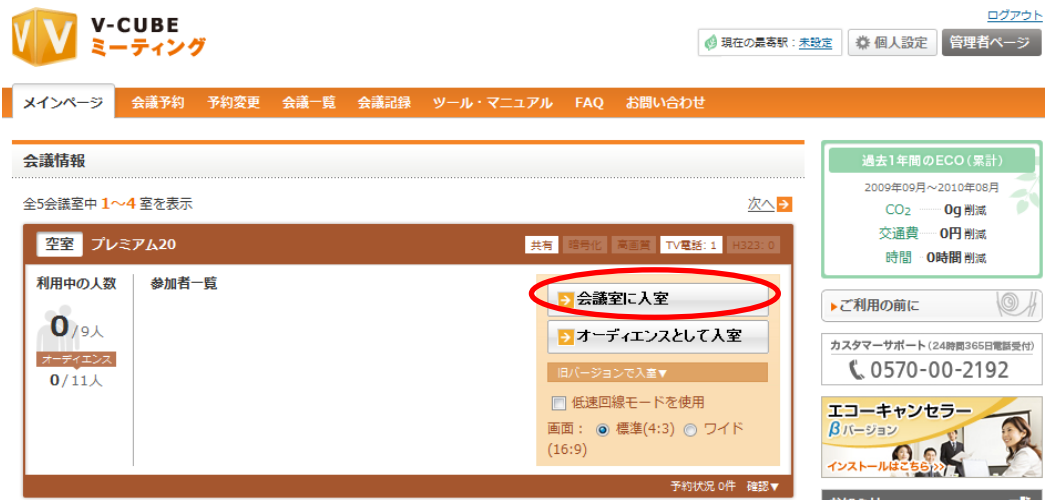 ログアウト
V-CUBE
ミーティング
現在の最寄駅：未設定
個人設定
管理者ページ
メインページ 会議予約 予約変更 会議一覧 会議記録 ツール・マニュアル FAQ お問い合わせ
会議情報
全5会議室中 1～4 室を表示
次へ
空室 プレミアム20
共有 暗号化 高画質 TV電話: 1 H323: 0
利用中の人数
参加者一覧
0/9人
オーディエンス
0/11人
会議室に入室
オーディエンスとして入室
旧バージョンで入室▼
低速回線モードを使用
画面： 標準(4:3) ワイド
(16:9)
予約状況 0件 確認▼
過去1年間のECO(累計)
2009年09月～2010年08月
CO2 0g 削減
交通費 0円 削減
時間 0時間 削減
ご利用の前に
カスタマーサポート(24時間365日電話受付)
0570-00-2192
エコーキャンセラー
βバージョン
インストールはこちら